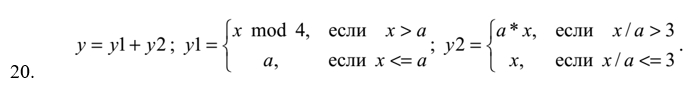 20. y = y1 + y2 ; y1 = { x mod 4, если x > a ; y2 = { a * x, если x / a > 3
a, если x <= a x, если x / a <= 3 .